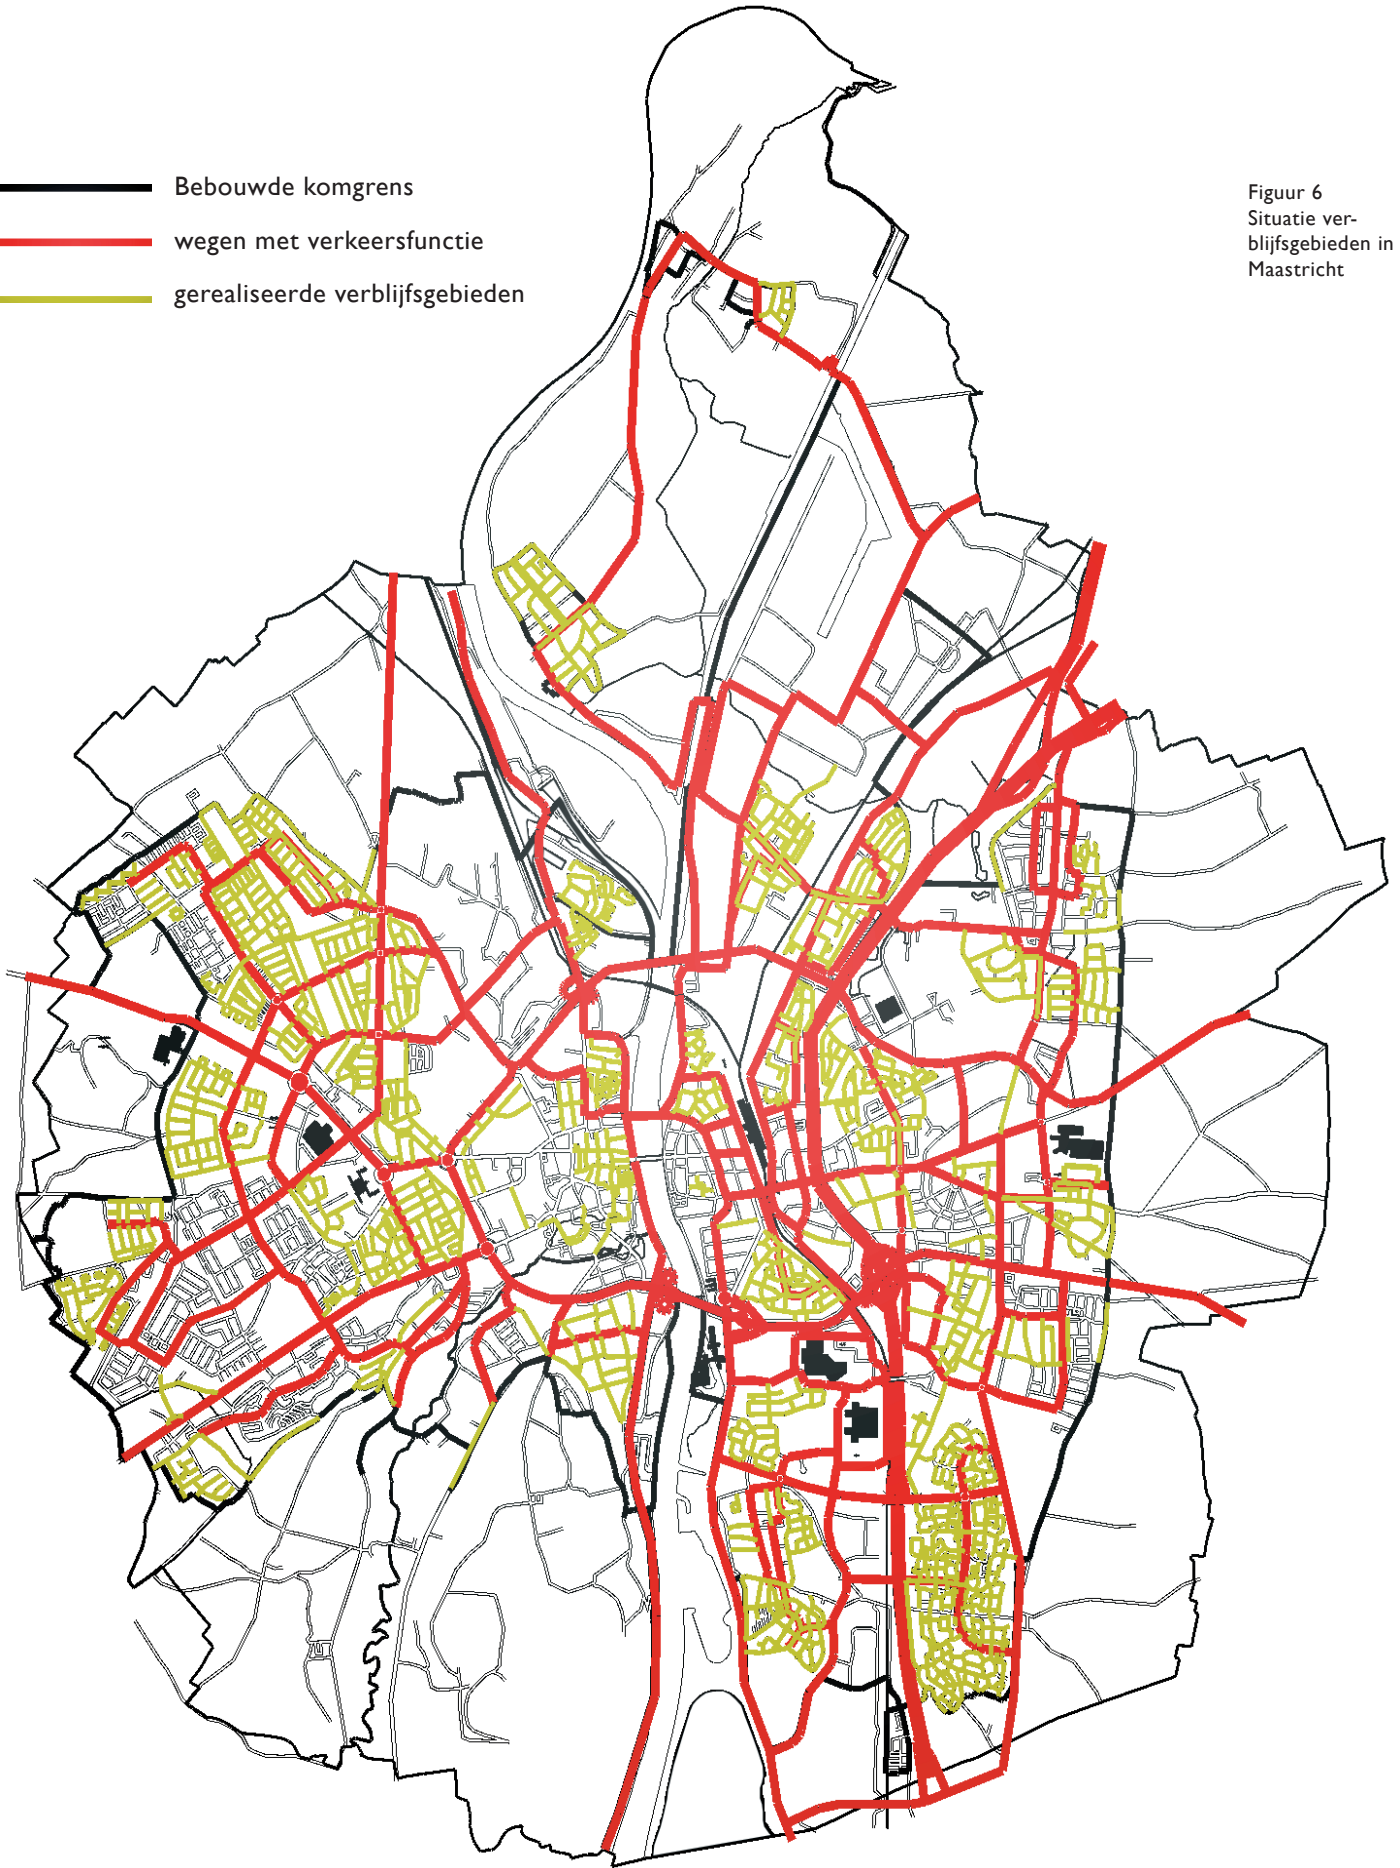 Bebouwde komgrens
wegen met verkeersfunctie
gerealiseerde verblijfsgebieden
Figuur 6
Situatie ver-
blijfsgebieden in
Maastricht